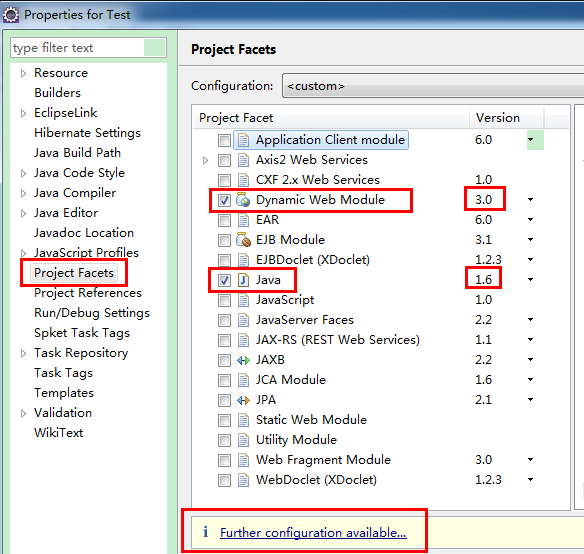 Properties for Test
type filter text
Resource
Builders
EclipseLink
Hibernate Settings
Java Build Path
Java Code Style
Java Compiler
Java Editor
Javadoc Location
JavaScript Profiles
Project Facets
Project References
Run/Debug Settings
Spket Task Tags
Task Repository
Task Tags
Templates
Validation
WikiText
Project Facets
Configuration: <custom>
Project Facet Version
Application Client module 6.0
Axis2 Web Services
CXF 2.x Web Services 1.0
Dynamic Web Module 3.0
EAR 6.0
EJB Module 3.1
EJBDoclet (XDoclet) 1.2.3
Java 1.6
JavaScript 1.0
JavaServer Faces 2.2
JAX-RS (REST Web Services) 1.1
JAXB 2.2
JCA Module 1.6
JPA 2.1
Static Web Module
Utility Module
Web Fragment Module 3.0
WebDoclet (XDoclet) 1.2.3
i Further configuration available...